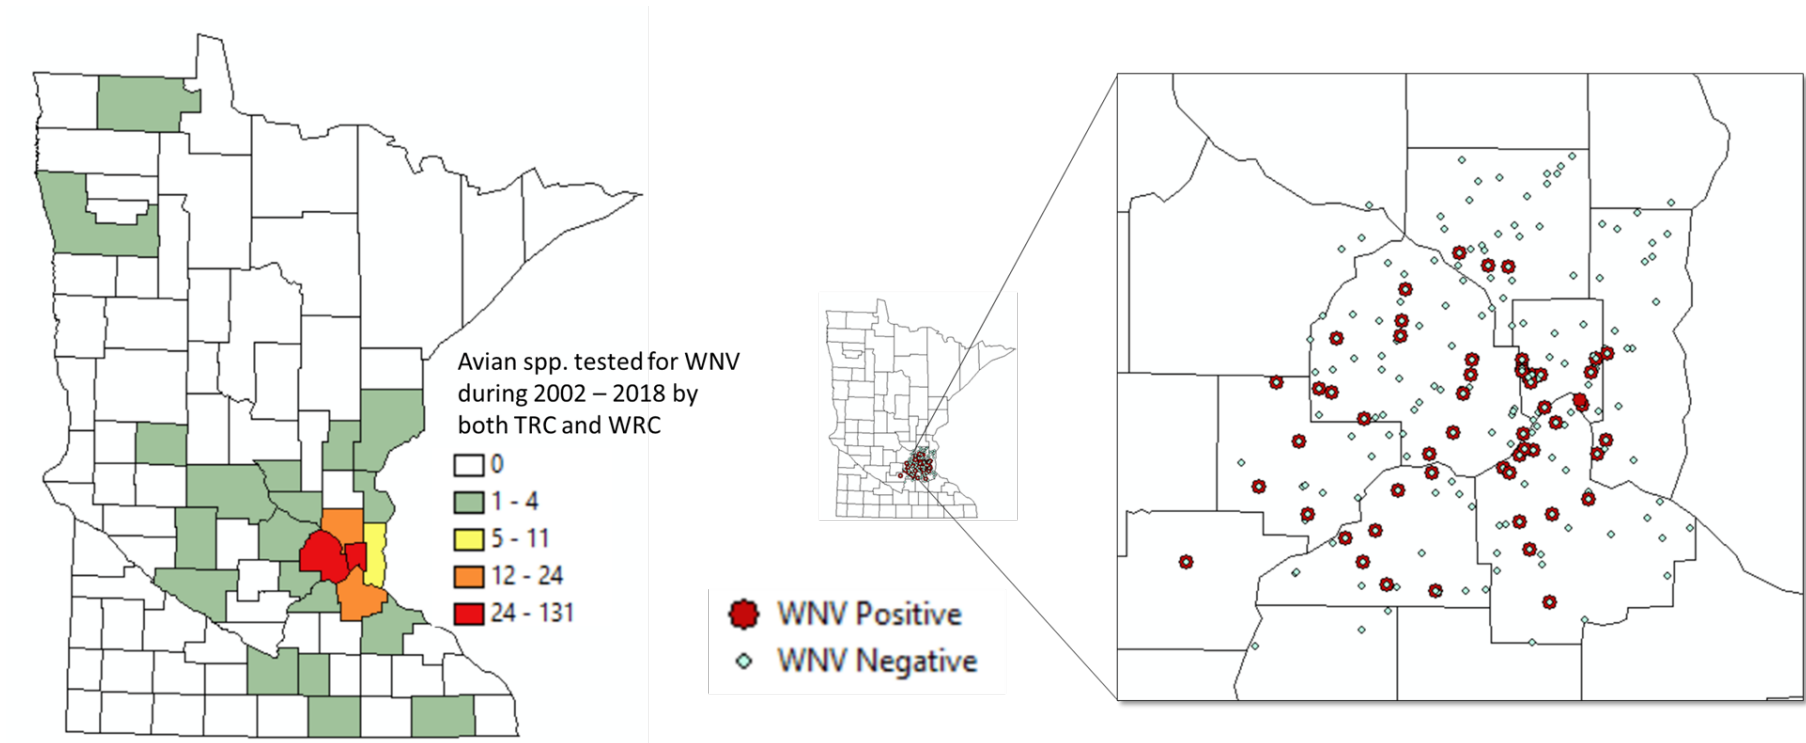 Avian spp. tested for WNV
during 2002 – 2018 by
both TRC and WRC
0
1 - 4
5 - 11
12 - 24
24 - 131
WNV Positive
WNV Negative